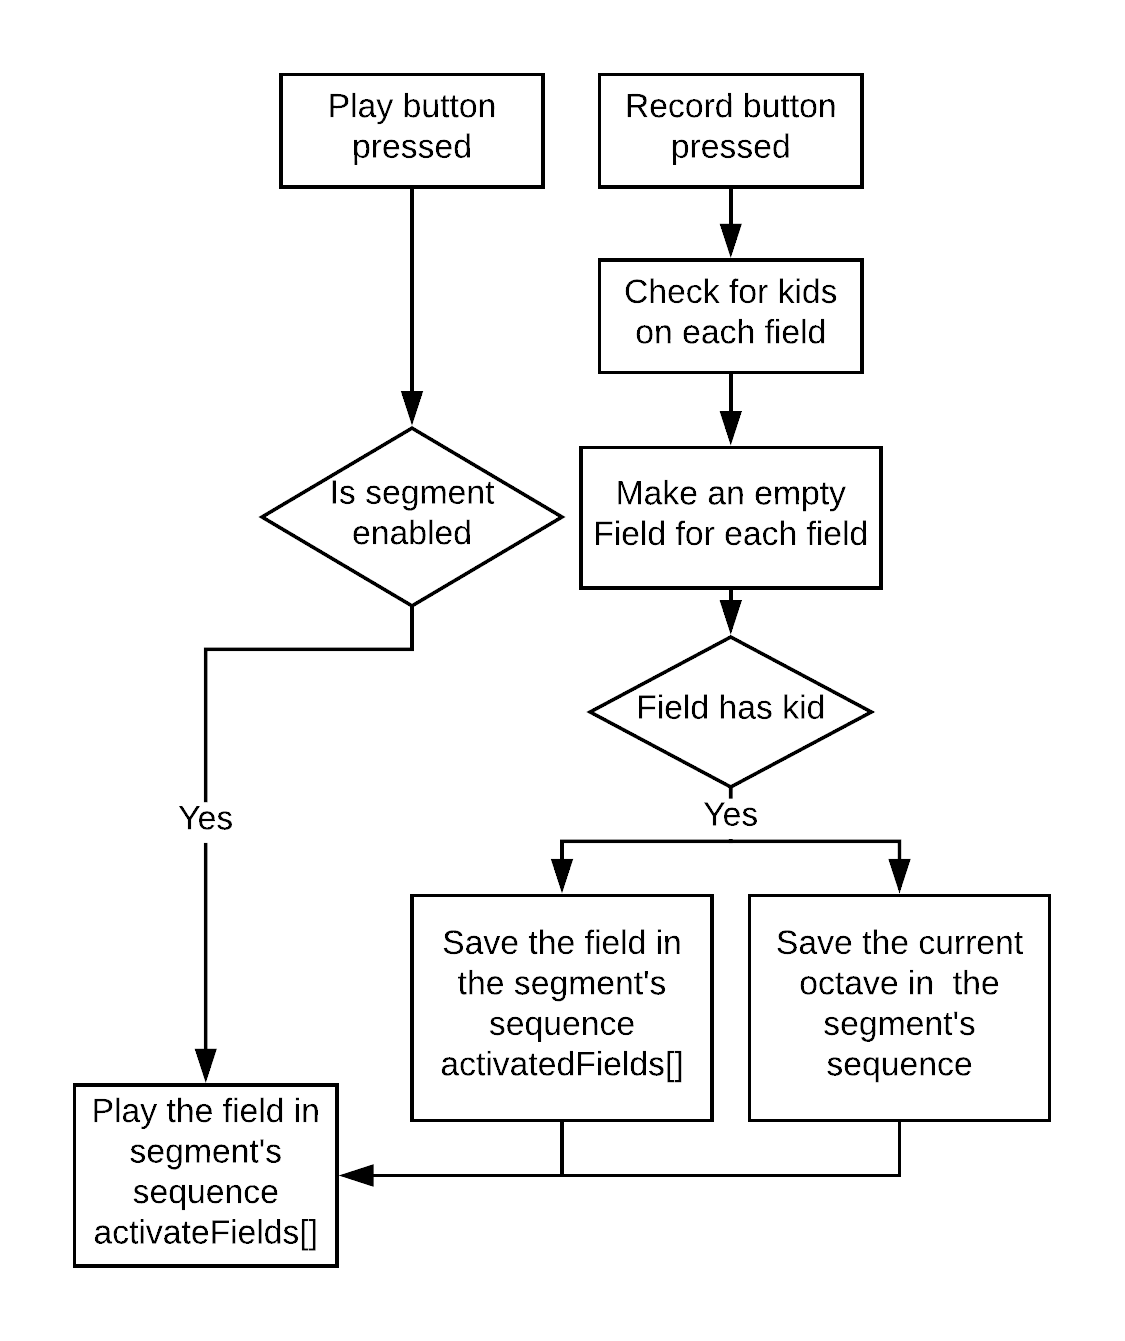 Play button
pressed
Record button
pressed
Check for kids
on each field
Is segment
enabled
Make an empty
Field for each field
Field has kid
Yes
Yes
Save the field in
the segment's
sequence
activatedFields[]
Save the current
octave in  the
segment's
sequence
Play the field in
segment's
sequence
activateFields[]